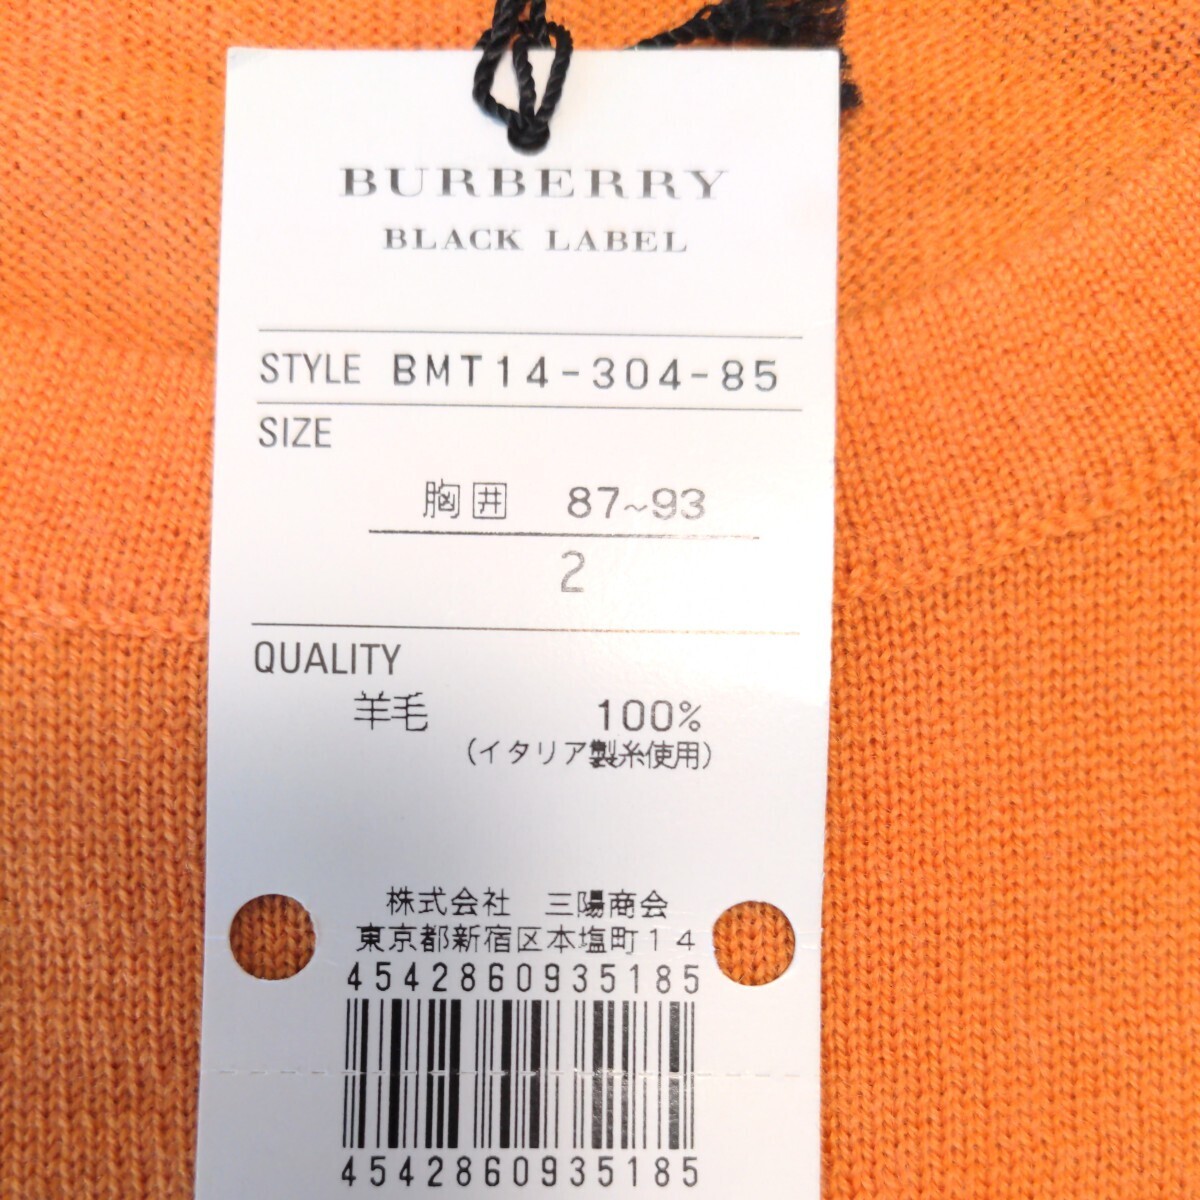 BURBERRY
BLACK LABEL
STYLE BMT14-304-85
SIZE
胸囲 87~93
2
QUALITY
羊毛 100%
(イタリア製糸使用)
株式会社 三陽商会
東京都新宿区本塩町14
4542860935185
4542860935185